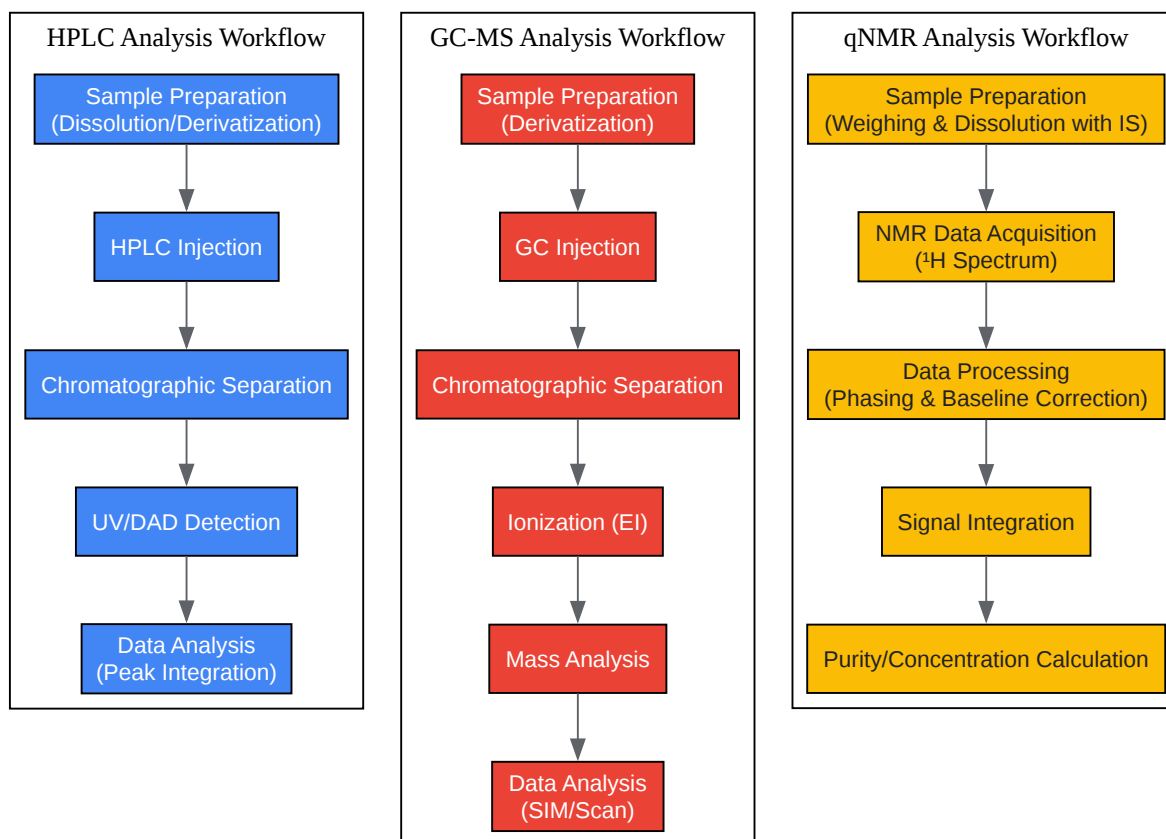 HPLC Analysis Workflow
Sample Preparation
(Dissolution/Derivatization)
HPLC Injection
Chromatographic Separation
UV/DAD Detection
Data Analysis
(Peak Integration)
GC-MS Analysis Workflow
Sample Preparation
(Derivatization)
GC Injection
Chromatographic Separation
Ionization (EI)
Mass Analysis
Data Analysis
(SIM/Scan)
qNMR Analysis Workflow
Sample Preparation
(Weighing & Dissolution with IS)
NMR Data Acquisition
(¹H Spectrum)
Data Processing
(Phasing & Baseline Correction)
Signal Integration
Purity/Concentration Calculation